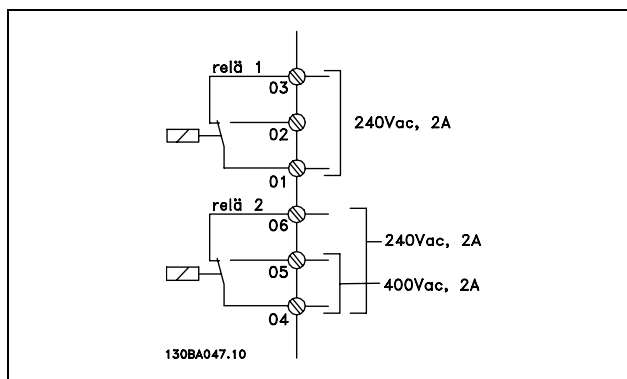 relä 1
03
02
240Vac, 2A
01
relä 2
06
240Vac, 2A
05
400Vac, 2A
04
130BA047.10